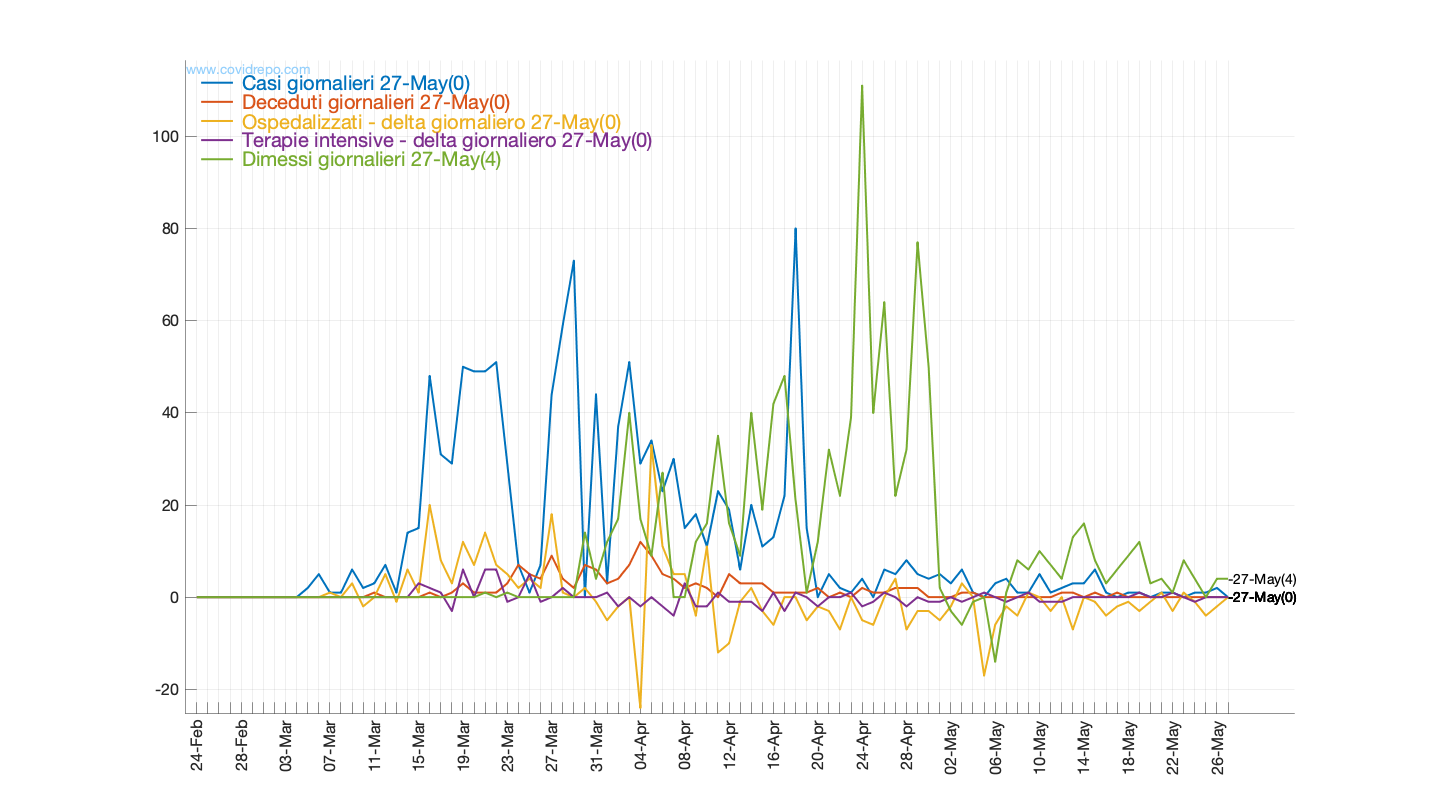 www.covidrepo.com
Casi giornalieri 27-May(0)
Deceduti giornalieri 27-May(0)
Ospedalizzati - delta giornaliero 27-May(0)
Terapie intensive - delta giornaliero 27-May(0)
Dimessi giornalieri 27-May(4)
100
80
60
40
20
0
-20
-27-May(4)
-27-May(0)
24-Feb
28-Feb
03-Mar
07-Mar
11-Mar
15-Mar
19-Mar
23-Mar
27-Mar
31-Mar
04-Apr
08-Apr
12-Apr
16-Apr
20-Apr
24-Apr
28-Apr
02-May
06-May
10-May
14-May
18-May
22-May
26-May